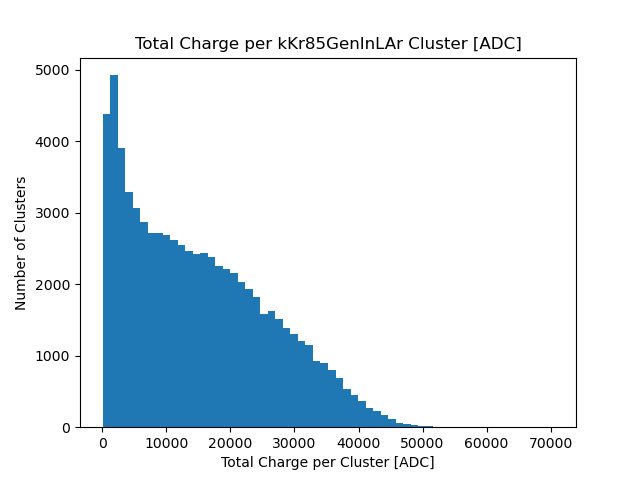 Total Charge per kKr85GenInLAr Cluster [ADC]
5000
4000
3000
2000
1000
0
Number of Clusters
0 10000 20000 30000 40000 50000 60000 70000
Total Charge per Cluster [ADC]